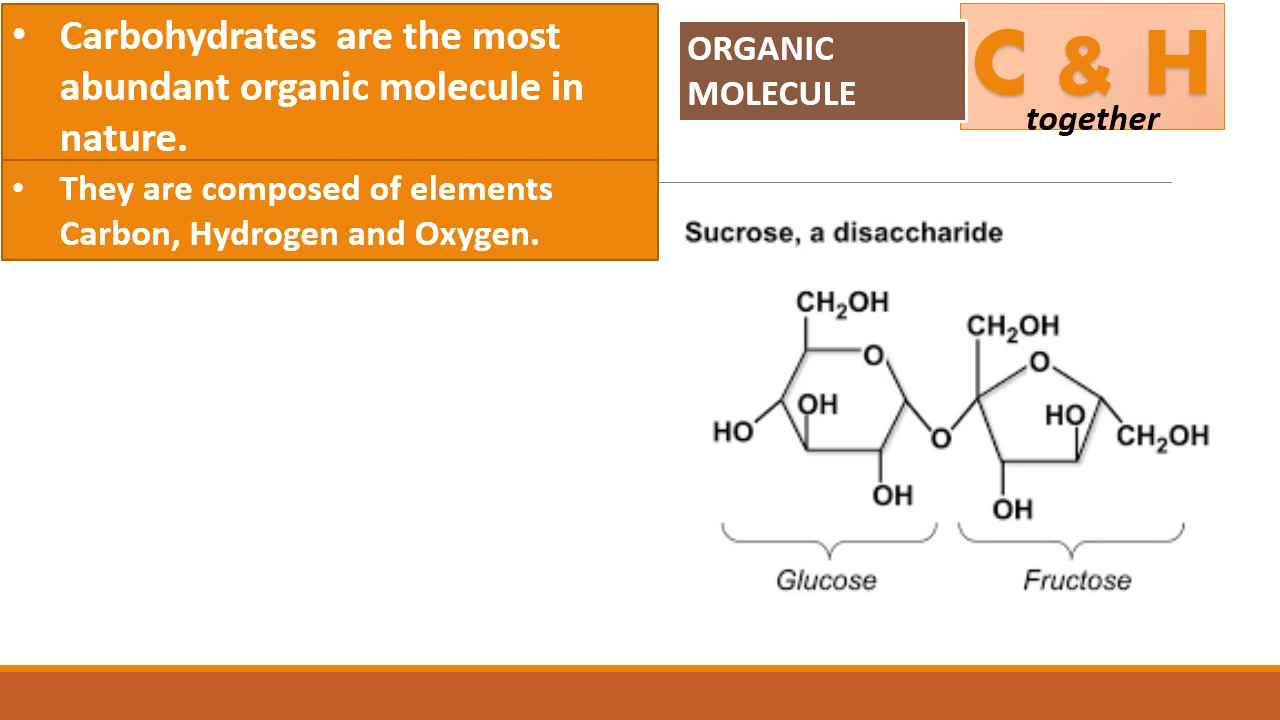 • Carbohydrates  are the most
abundant organic molecule in
nature.
• They are composed of elements
Carbon, Hydrogen and Oxygen.
ORGANIC
MOLECULE
C & H
together
Sucrose, a disaccharide
CH₂OH
CH₂OH
O
O
OH
HO
HO
O
CH₂OH
OH
OH
Glucose
Fructose